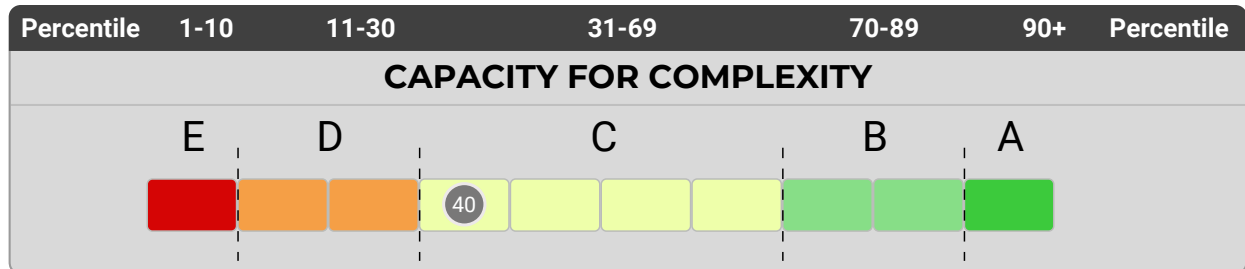 Percentile 1-10 11-30 31-69 70-89 90+ Percentile
CAPACITY FOR COMPLEXITY
E D C B A
40